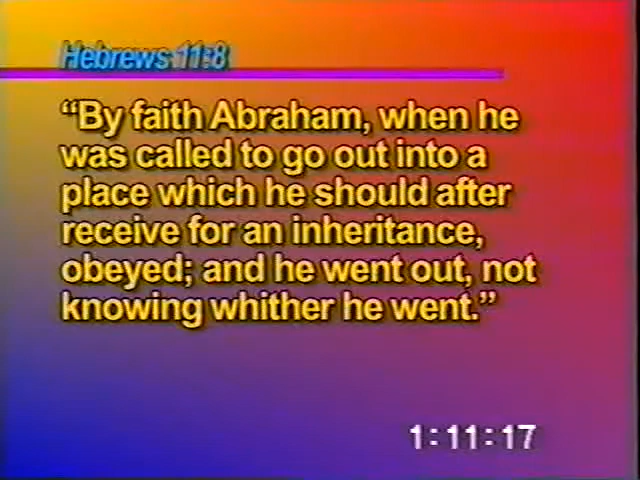 Hebrews 11:8
“By faith Abraham, when he
was called to go out into a
place which he should after
receive for an inheritance,
obeyed; and he went out, not
knowing whither he went.”
1:11:17